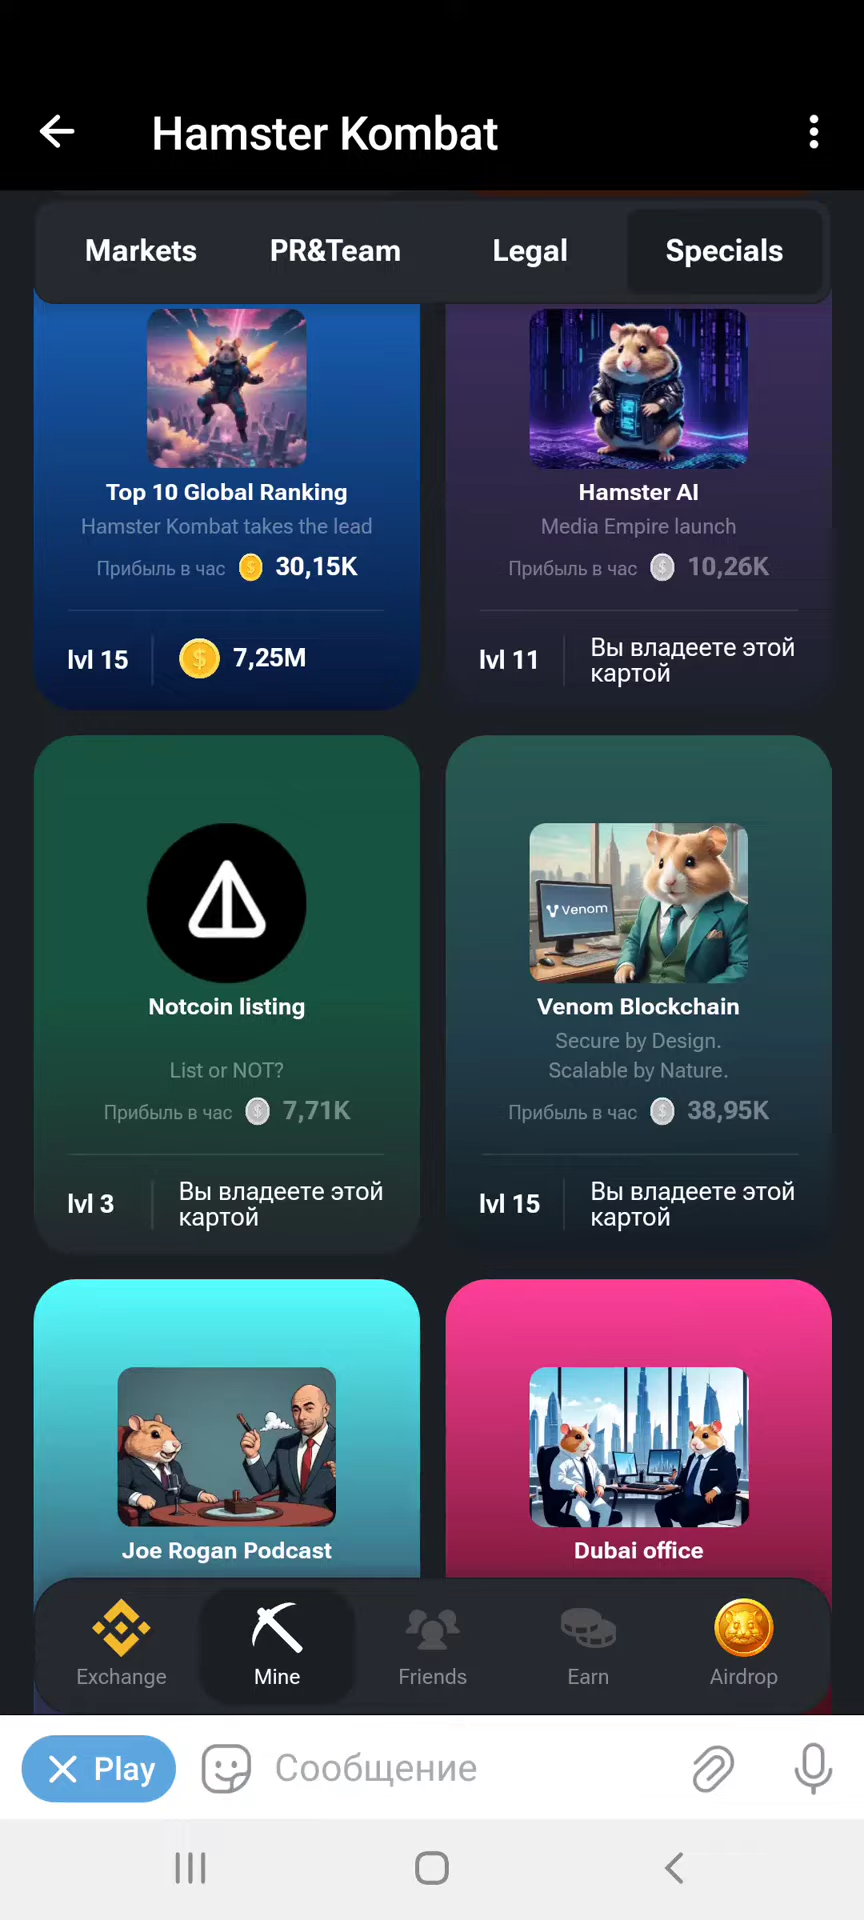 Hamster Kombat
Markets
PR&Team
Legal
Specials
Top 10 Global Ranking
Hamster Kombat takes the lead
Прибыль в час 30,15K
lvl 15
7,25M
Hamster AI
Media Empire launch
Прибыль в час 10,26K
lvl 11
Вы владеете этой
картой
Notcoin listing
List or NOT?
Прибыль в час 7,71K
lvl 3
Вы владеете этой
картой
Venom
Venom Blockchain
Secure by Design.
Scalable by Nature.
Прибыль в час 38,95K
lvl 15
Вы владеете этой
картой
Joe Rogan Podcast
Dubai office
Exchange
Mine
Friends
Earn
Airdrop
Play
Сообщение